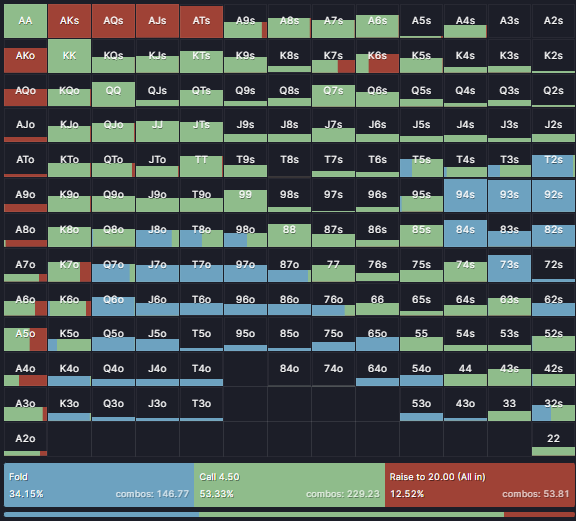 AA AKs AQs AJs ATs A9s A8s A7s A6s A5s A4s A3s A2s
AKo KK KQs KJs KTs K9s K8s K7s K6s K5s K4s K3s K2s
AQo KQo QQ QJs QTs Q9s Q8s Q7s Q6s Q5s Q4s Q3s Q2s
AJo KJo QJo JJ JTs J9s J8s J7s J6s J5s J4s J3s J2s
ATo KTo QTo JTo TT T9s T8s T7s T6s T5s T4s T3s T2s
A9o K9o Q9o J9o T9o 99 98s 97s 96s 95s 94s 93s 92s
A8o K8o Q8o J8o T8o 98o 88 87s 86s 85s 84s 83s 82s
A7o K7o Q7o J7o T7o 97o 87o 77 76s 75s 74s 73s 72s
A6o K6o Q6o J6o T6o 96o 86o 76o 66 65s 64s 63s 62s
A5o K5o Q5o J5o T5o 95o 85o 75o 65o 55 54s 53s 52s
A4o K4o Q4o J4o T4o 84o 74o 64o 54o 44 43s 42s
A3o K3o Q3o J3o T3o 53o 43o 33 32s
A2o 22
Fold Call 4.50 Raise to 20.00 (All in)
34.15% combos: 146.77 53.33% combos: 229.23 12.52% combos: 53.81